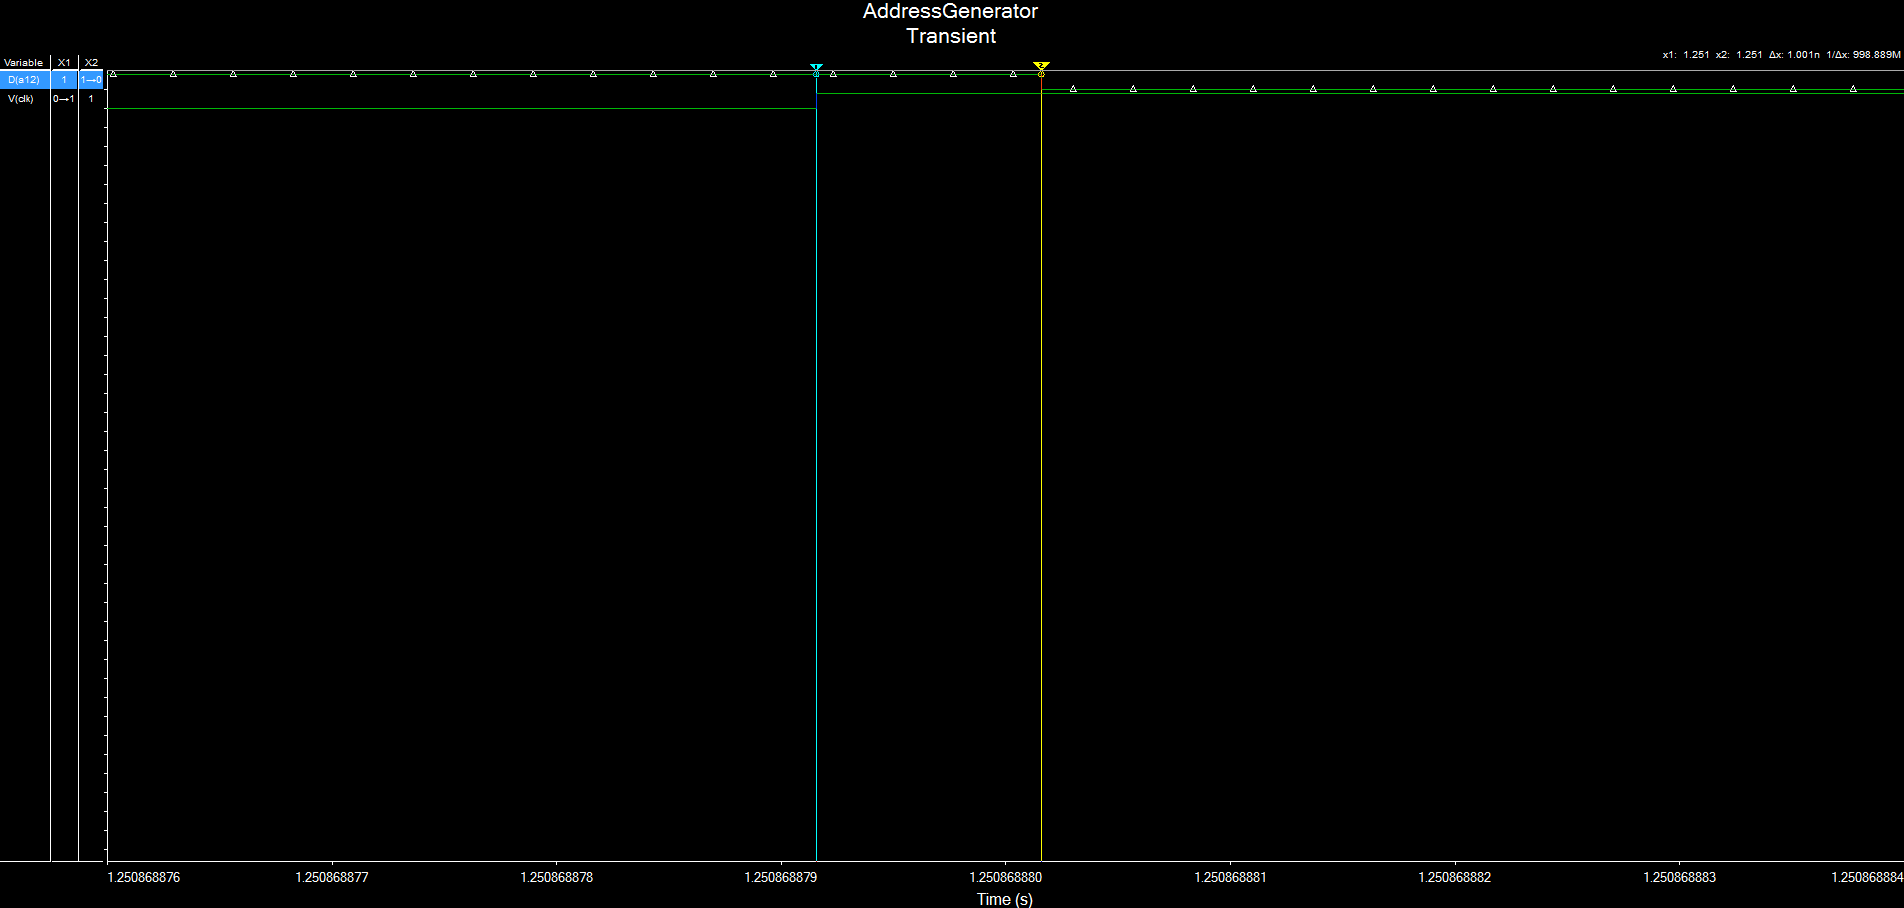 AddressGenerator
Transient
x1: 1.251 x2: 1.251 Δx: 1.001n 1/Δx: 998.889M
Variable X1 X2
D(a12) 1 1→0
V(clk) 0→1 1
1.250868876 1.250868877 1.250868878 1.250868879 1.250868880 1.250868881 1.250868882 1.250868883 1.250868884
Time (s)